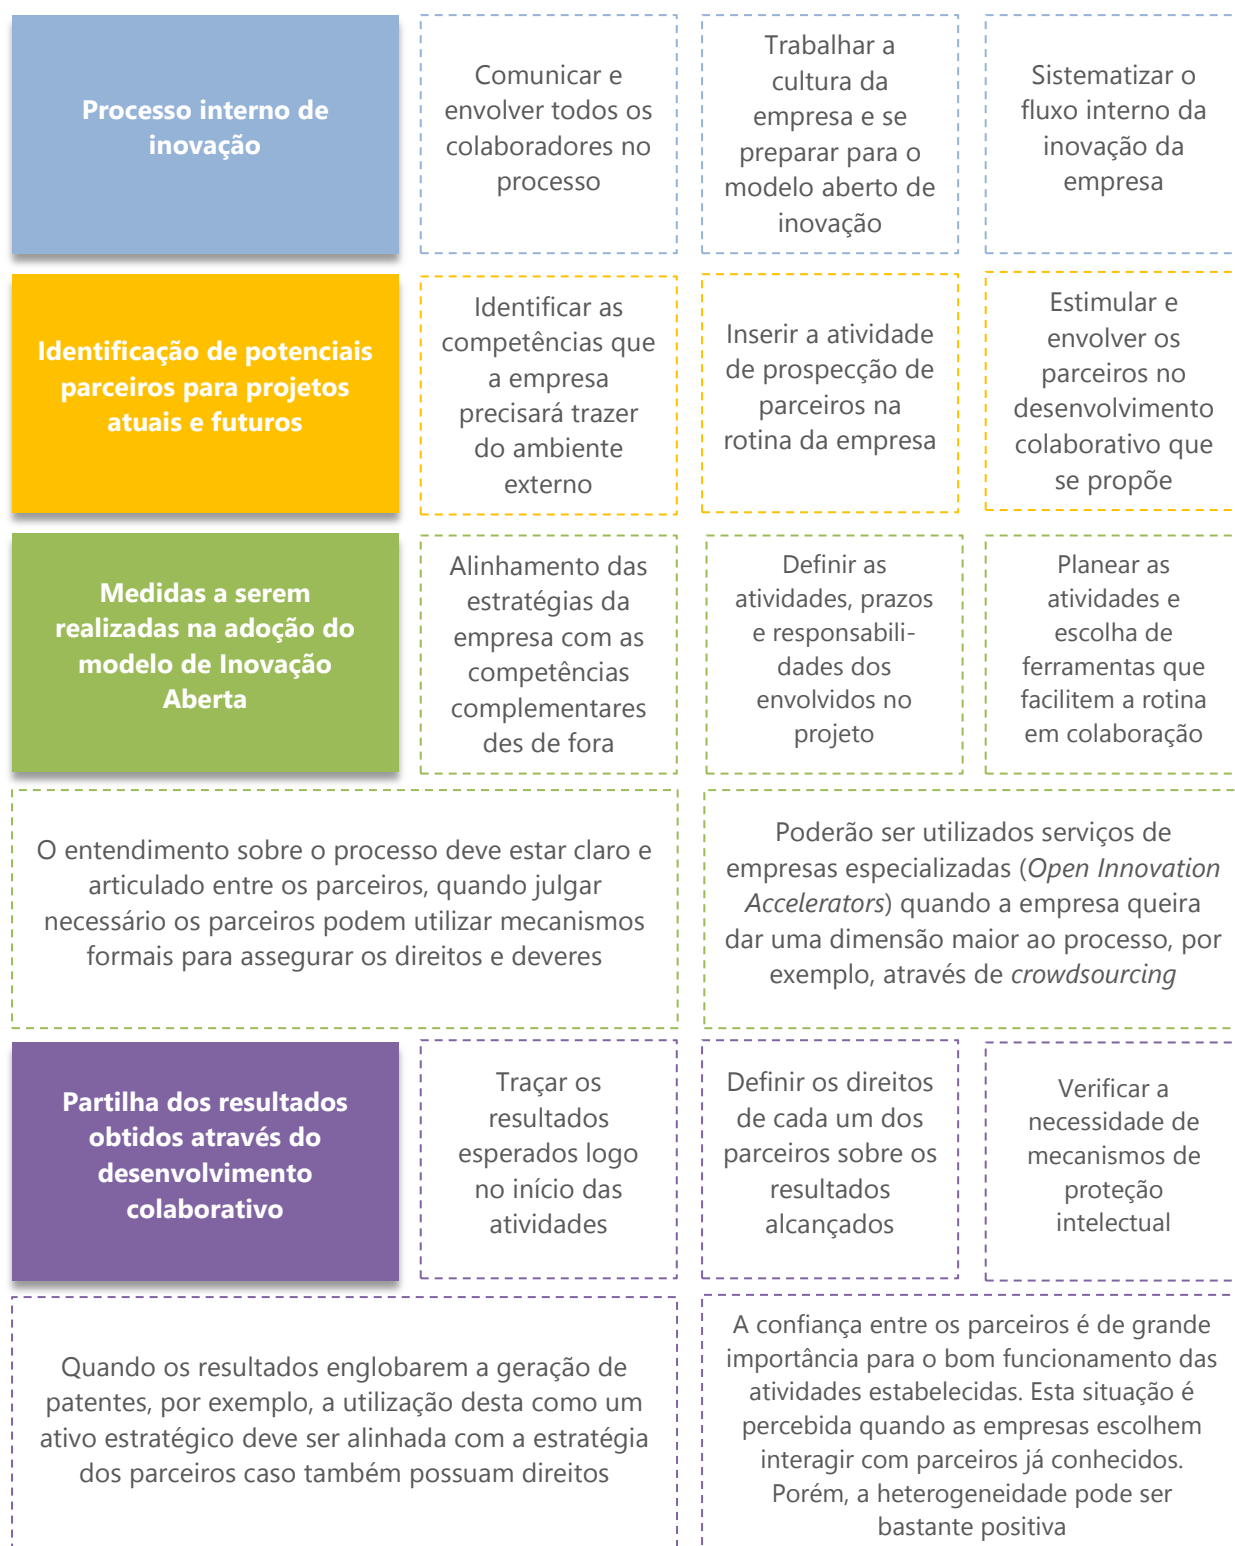 Processo interno de
inovação
Comunicar e
envolver todos os
colaboradores no
processo
Trabalhar a
cultura da
empresa e se
preparar para o
modelo aberto de
inovação
Sistematizar o
fluxo interno da
inovação da
empresa
Identificação de potenciais
parceiros para projetos
atuais e futuros
Identificar as
competências que
a empresa
precisará trazer
do ambiente
externo
Inserir a atividade
de prospecção de
parceiros na
rotina da empresa
Estimular e
envolver os
parceiros no
desenvolvimento
colaborativo que
se propõe
Medidas a serem
realizadas na adoção do
modelo de Inovação
Aberta
Alinhamento das
estratégias da
empresa com as
competências
complementares
des de fora
Definir as
atividades, prazos
e responsabili-
dades dos
envolvidos no
projeto
Planear as
atividades e
escolha de
ferramentas que
facilitem a rotina
em colaboração
O entendimento sobre o processo deve estar claro e
articulado entre os parceiros, quando julgar
necessário os parceiros podem utilizar mecanismos
formais para assegurar os direitos e deveres
Poderão ser utilizados serviços de
empresas especializadas (Open Innovation
Accelerators) quando a empresa queira
dar uma dimensão maior ao processo, por
exemplo, através de crowdsourcing
Partilha dos resultados
obtidos através do
desenvolvimento
colaborativo
Traçar os
resultados
esperados logo
no início das
atividades
Definir os direitos
de cada um dos
parceiros sobre os
resultados
alcançados
Verificar a
necessidade de
mecanismos de
proteção
intelectual
Quando os resultados englobarem a geração de
patentes, por exemplo, a utilização desta como um
ativo estratégico deve ser alinhada com a estratégia
dos parceiros caso também possuam direitos
A confiança entre os parceiros é de grande
importância para o bom funcionamento das
atividades estabelecidas. Esta situação é
percebida quando as empresas escolhem
interagir com parceiros já conhecidos.
Porém, a heterogeneidade pode ser
bastante positiva